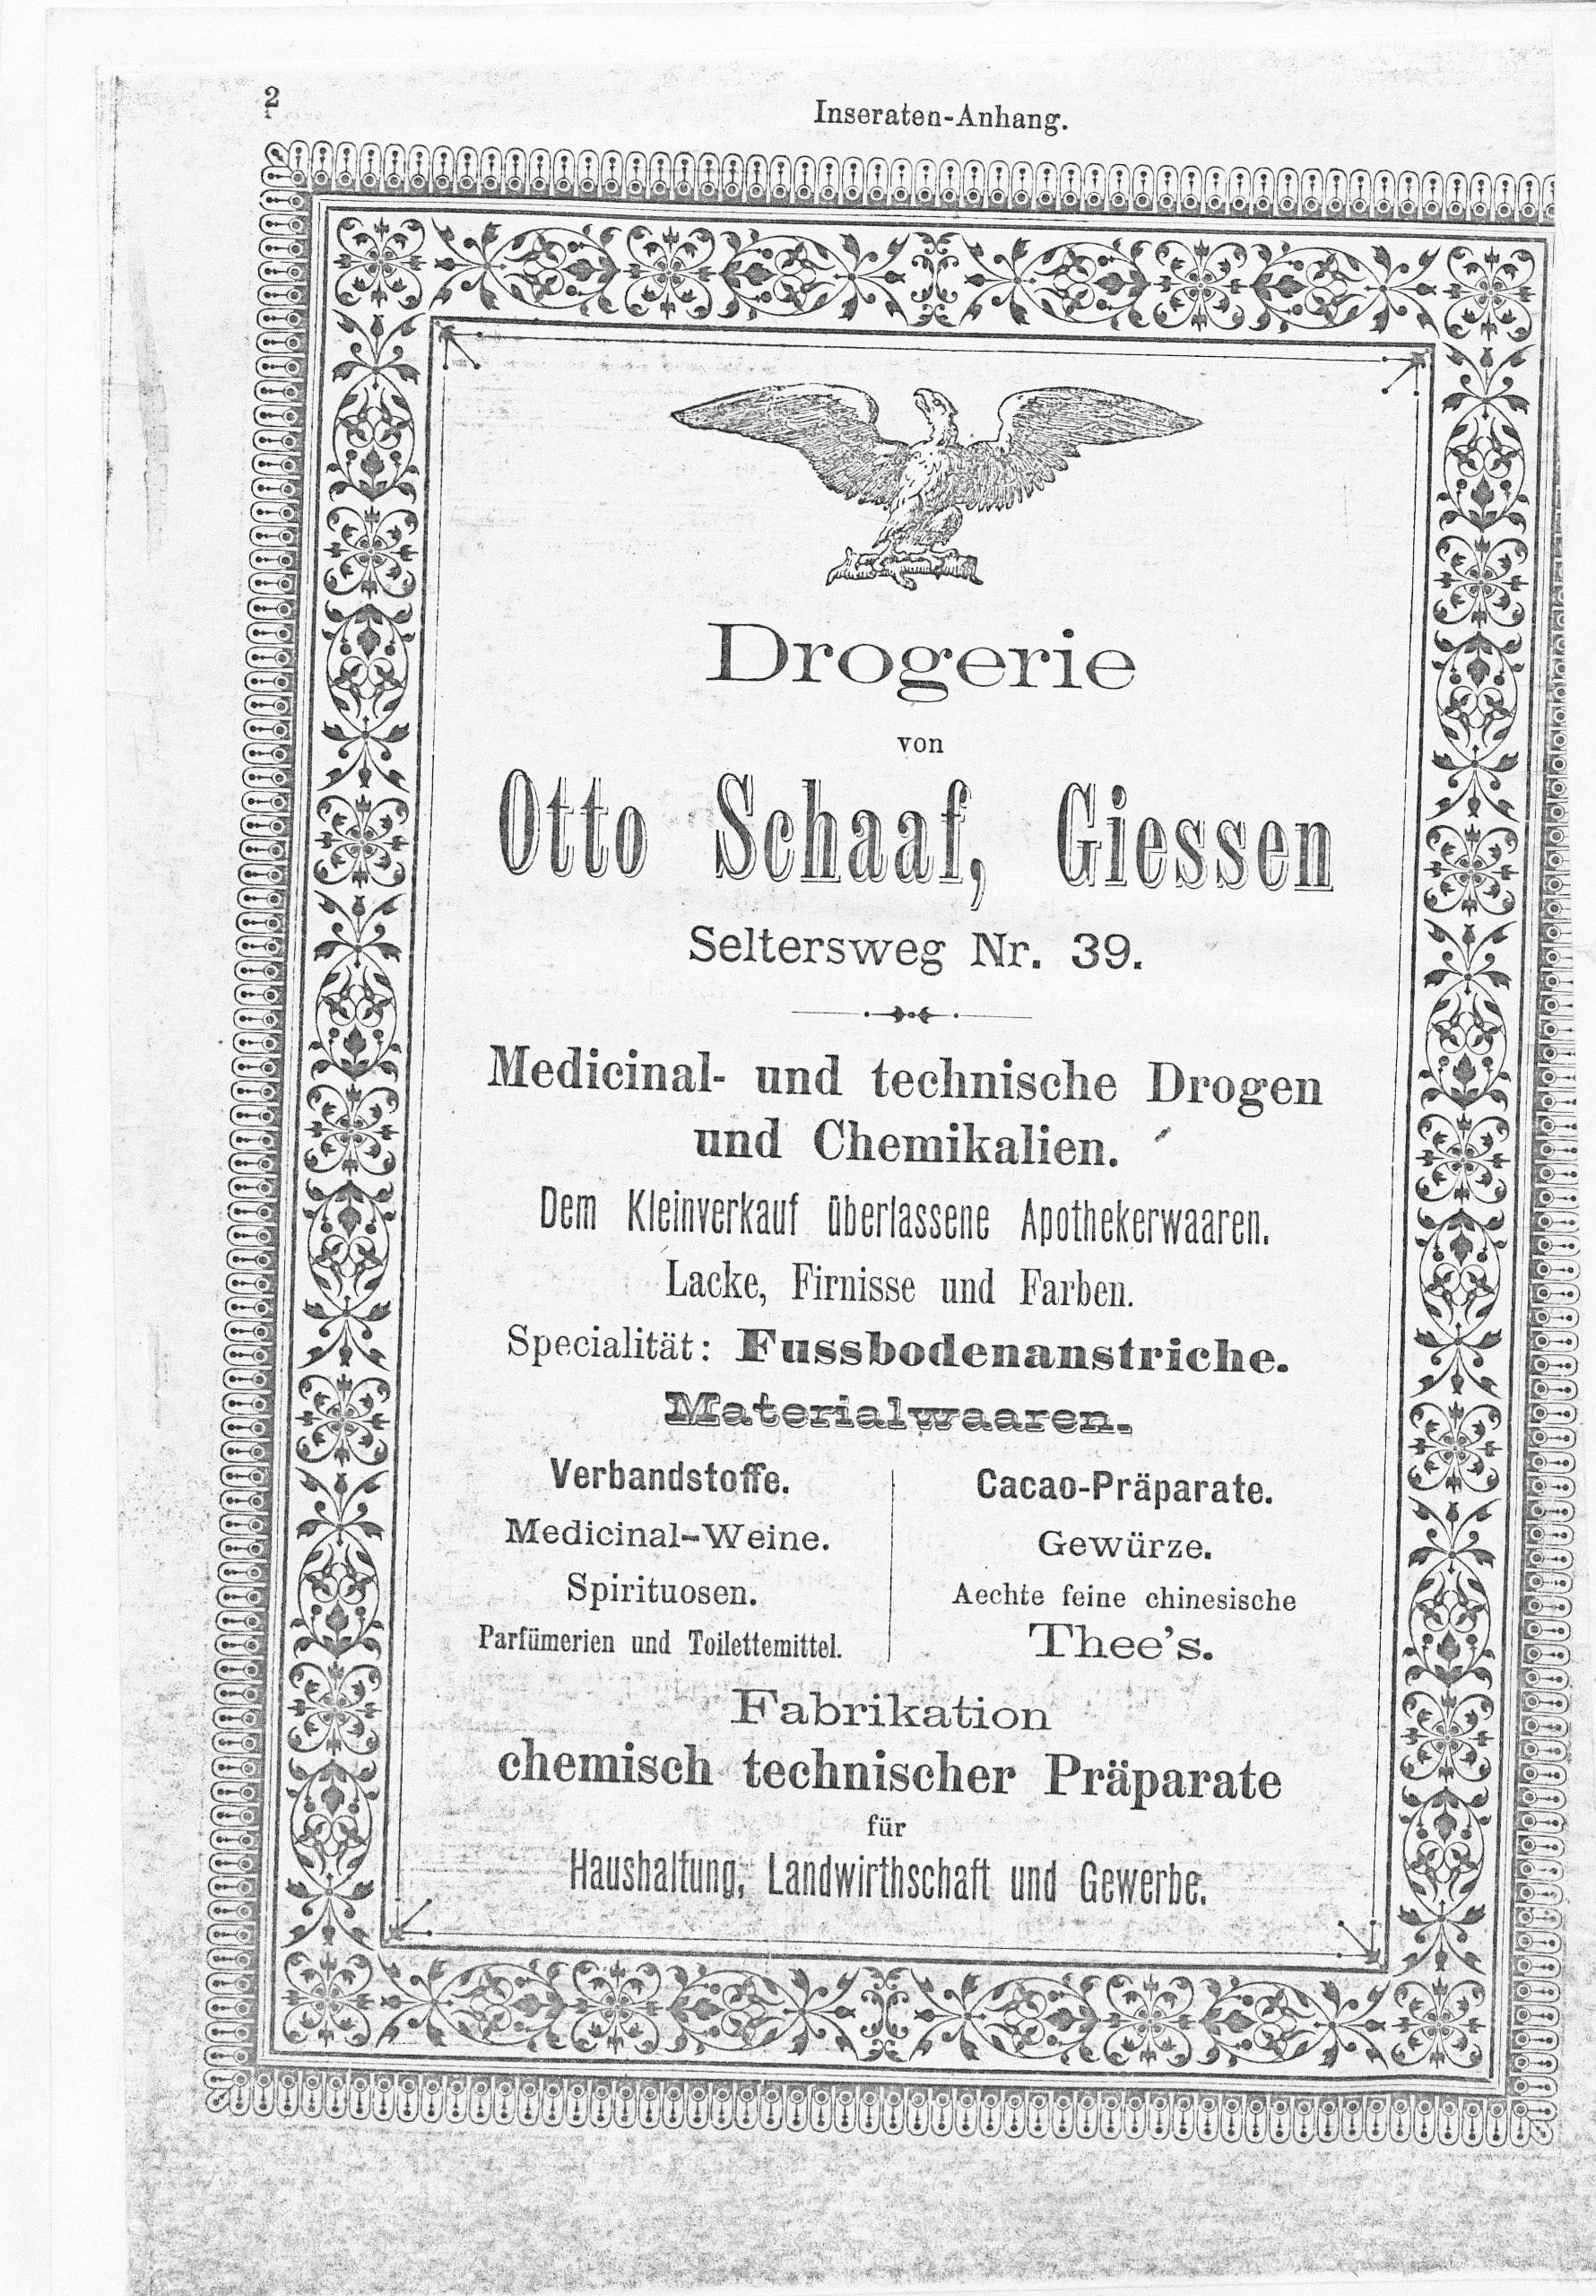 2
Inseraten-Anhang.
Drogerie
von
Otto Schaaf, Giessen
Seltersweg Nr. 39.
Medicinal- und technische Drogen
und Chemikalien.
Dem Kleinverkauf überlassene Apothekerwaaren.
Lacke, Firnisse und Farben.
Specialität: Fussbodenanstriche.
Materialwaaren.
Verbandstoffe.
Medicinal-Weine.
Spirituosen.
Parfümerien und Toilettemittel.
Cacao-Präparate.
Gewürze.
Aechte feine chinesische
Thee's.
Fabrikation
chemisch technischer Präparate
für
Haushaltung, Landwirthschaft und Gewerbe.